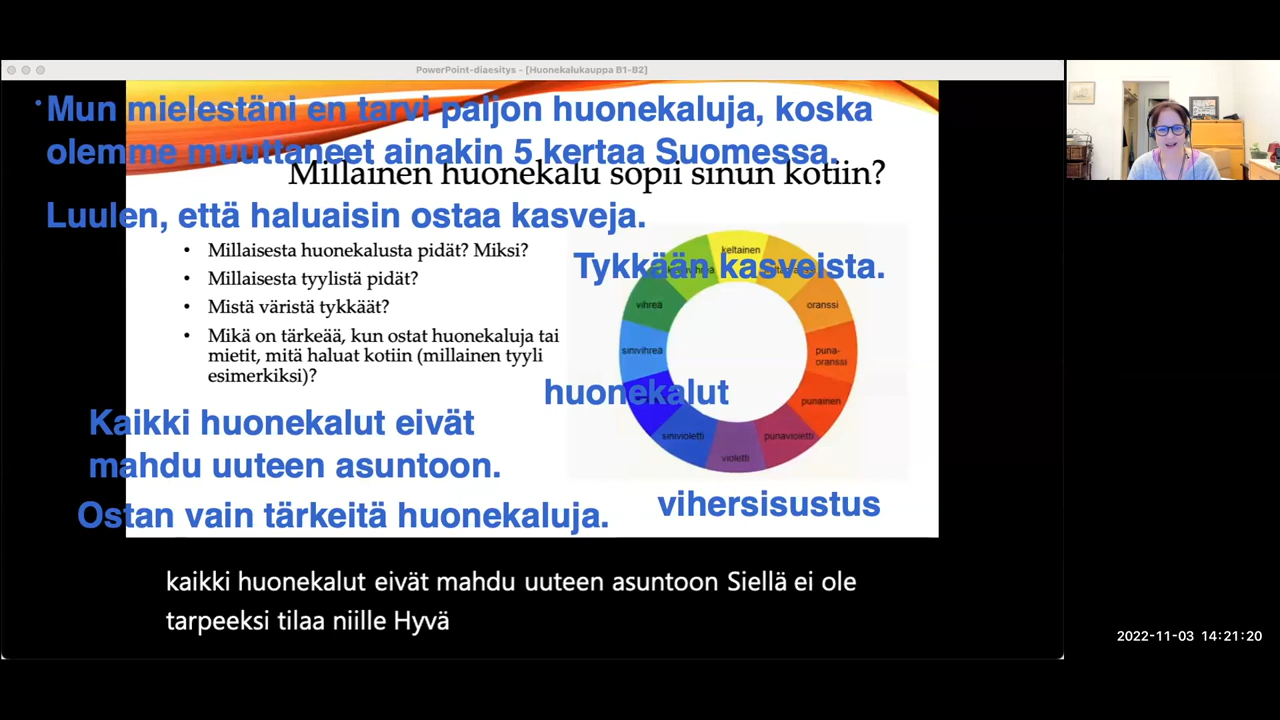 PowerPoint-diaesitys - [Huonekalukauppa B1-B2]
• Mun mielestäni en tarvi paljon huonekaluja, koska
olemme muuttaneet ainakin 5 kertaa Suomessa.
Millainen huonekalu sopii sinun kotiin?
Luulen, että haluaisin ostaa kasveja.
• Millaisesta huonekalusta pidät? Miksi?
• Millaisesta tyylistä pidät?
• Mistä väristä tykkäät?
• Mikä on tärkeää, kun ostat huonekaluja tai
mietit, mitä haluat kotiin (millainen tyyli
esimerkiksi)?
keltainen
Tykkään kasveista.
vihreä
oranssi
sinivihreä
puna-
oranssi
huonekalut
punainen
sinivioletti
punavioletti
violetti
Kaikki huonekalut eivät
mahdu uuteen asuntoon.
Ostan vain tärkeitä huonekaluja.
vihersisustus
kaikki huonekalut eivät mahdu uuteen asuntoon Siellä ei ole
tarpeeksi tilaa niille Hyvä
2022-11-03 14:21:20